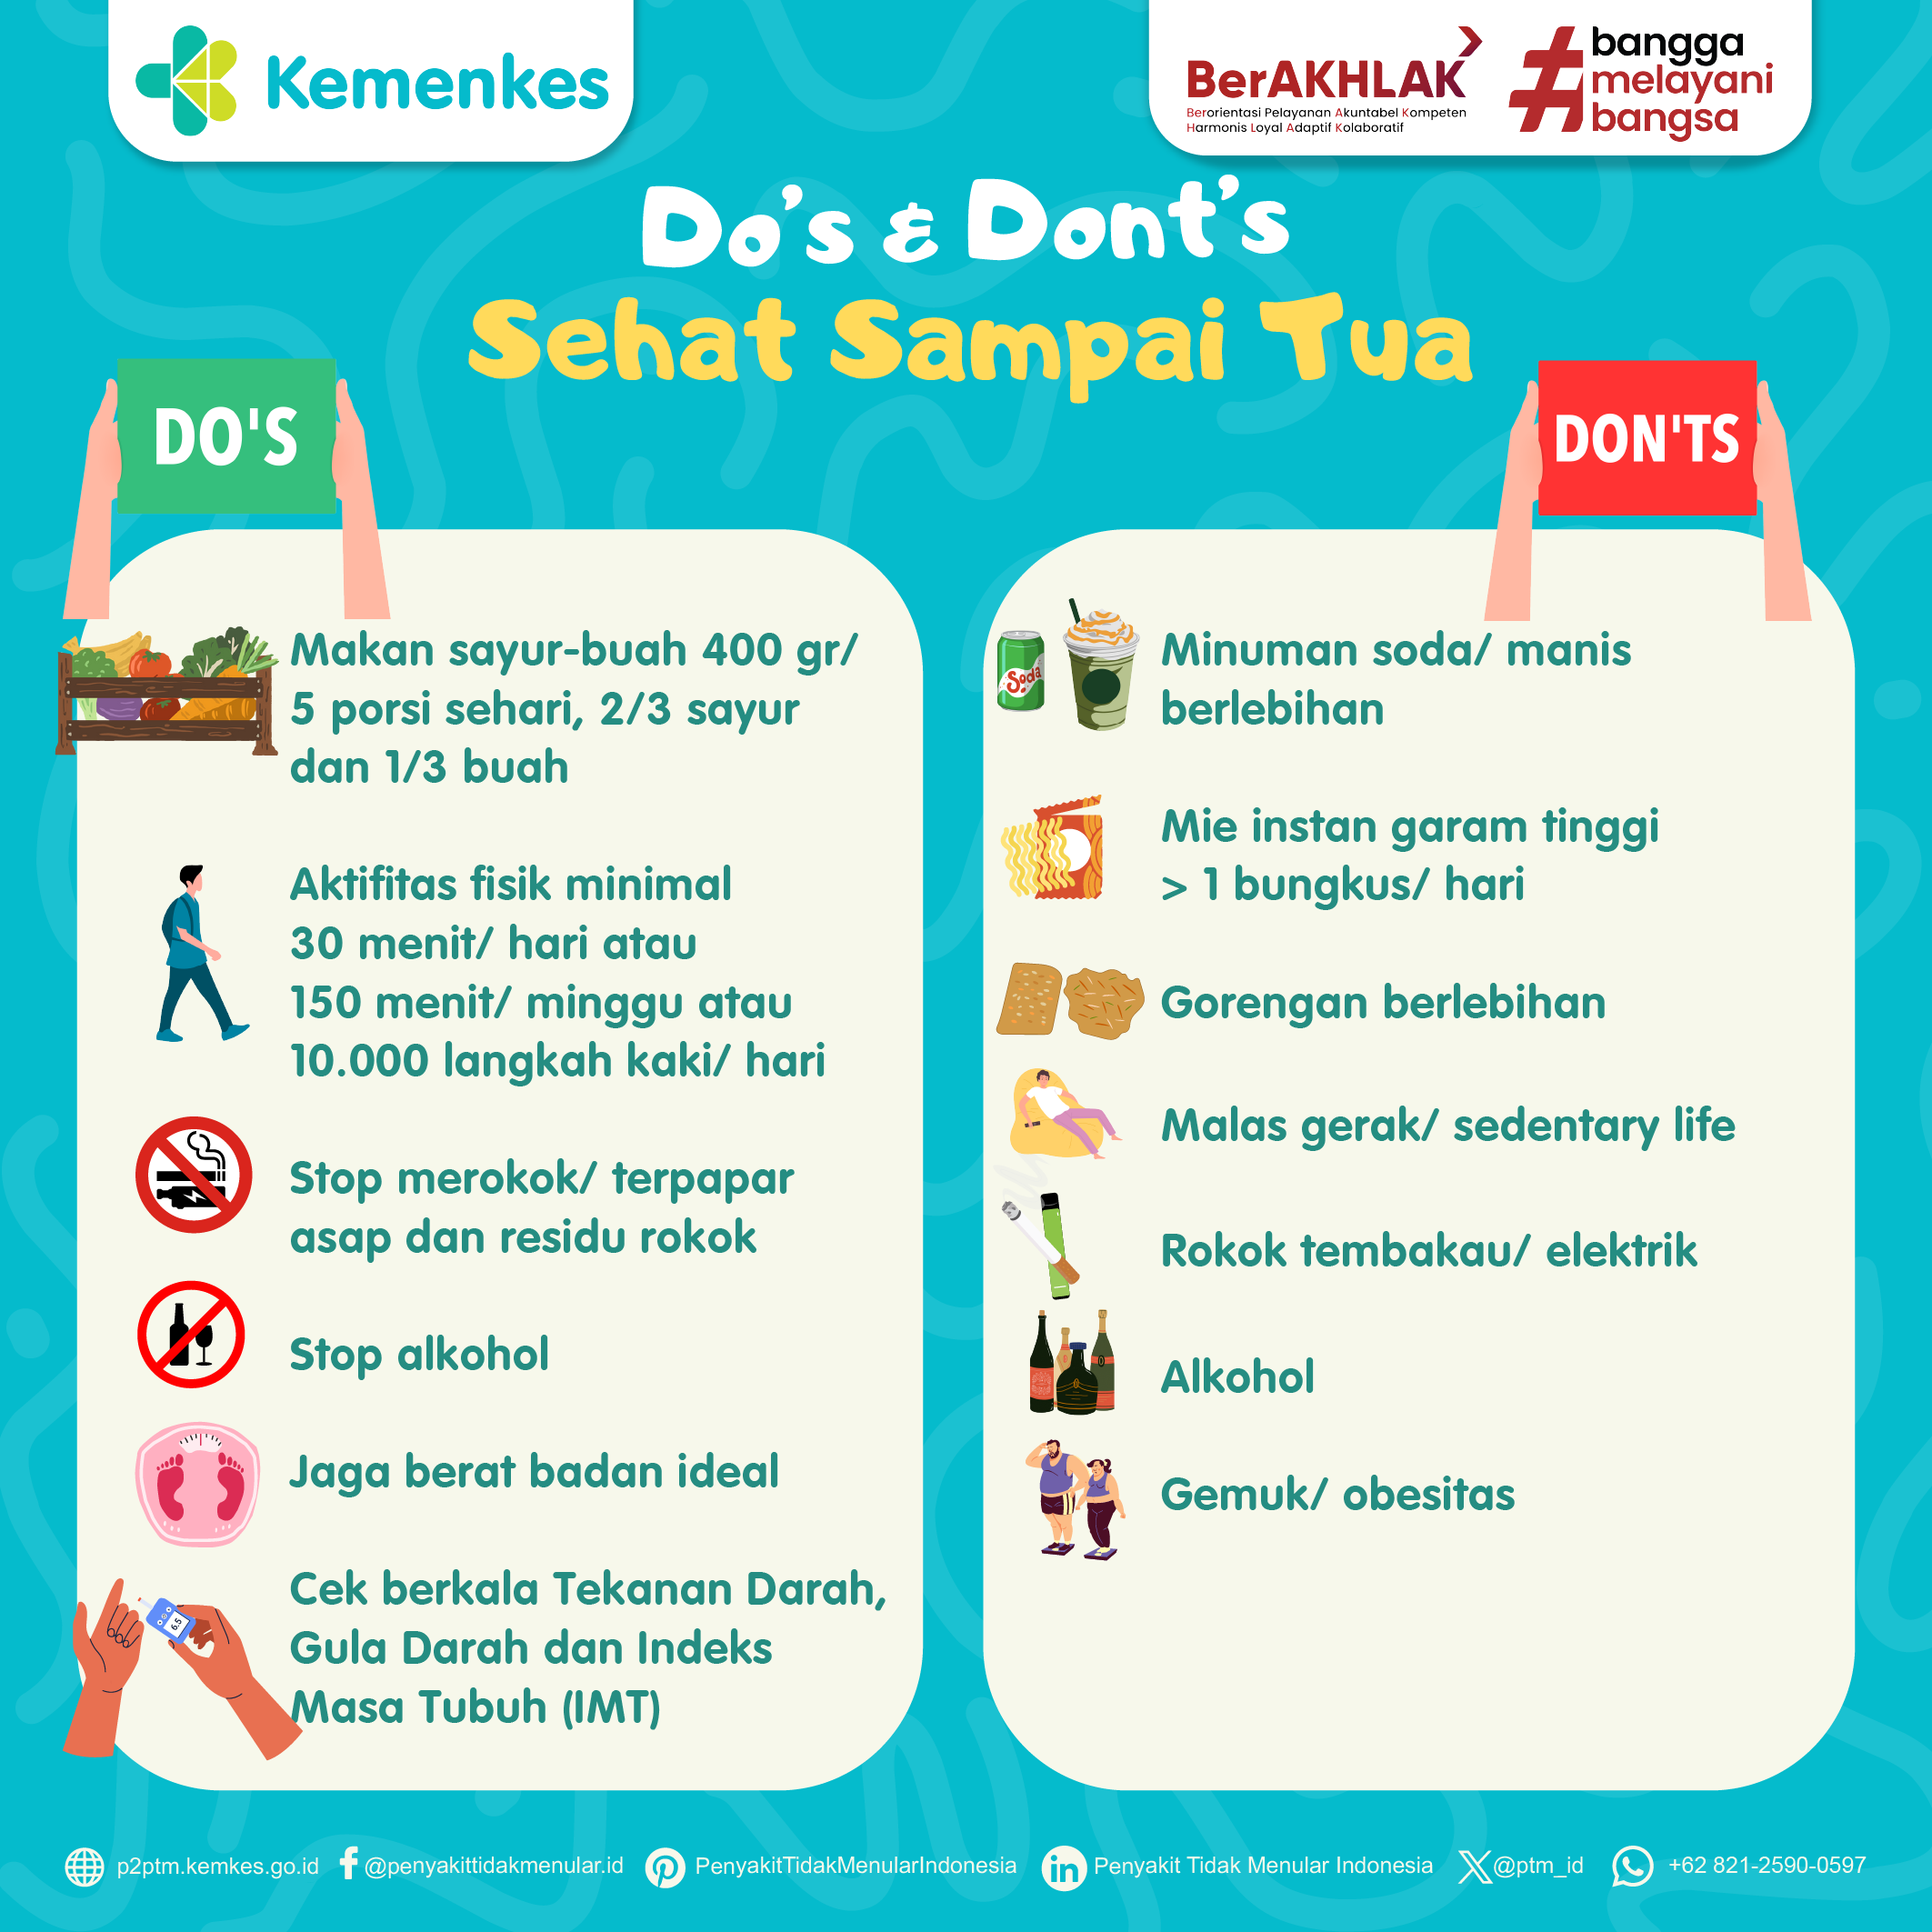 Kemenkes
BerAKHLAK
Berorientasi Pelayanan Akuntabel Kompeten
Harmonis Loyal Adaptif Kolaboratif
#bangga
melayani
bangsa
Do's & Dont's
Sehat Sampai Tua
DO'S
Makan sayur-buah 400 gr/
5 porsi sehari, 2/3 sayur
dan 1/3 buah
Aktifitas fisik minimal
30 menit/ hari atau
150 menit/ minggu atau
10.000 langkah kaki/ hari
Stop merokok/ terpapar
asap dan residu rokok
Stop alkohol
Jaga berat badan ideal
6.5
Cek berkala Tekanan Darah,
Gula Darah dan Indeks
Masa Tubuh (IMT)
DON'TS
Soda
Minuman soda/ manis
berlebihan
Mie instan garam tinggi
> 1 bungkus/ hari
Gorengan berlebihan
Malas gerak/ sedentary life
Rokok tembakau/ elektrik
Alkohol
Gemuk/ obesitas
p2ptm.kemkes.go.id
@penyakittidakmenular.id
PenyakitTidakMenularIndonesia
Penyakit Tidak Menular Indonesia
@ptm_id
+62 821-2590-0597